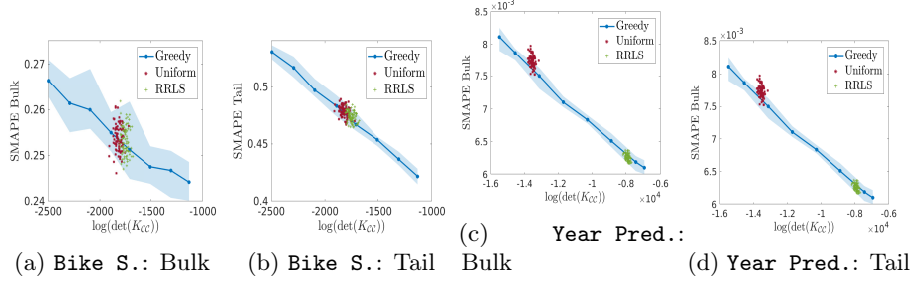 0.27
0.26
0.25
0.24
SMAPE Bulk
-2500 -2000 -1500 -1000
log(det(K_CC))
Greedy
Uniform
RRLS
(a) Bike S.: Bulk
0.5
0.45
0.4
SMAPE Tail
-2500 -2000 -1500 -1000
log(det(K_CC))
Greedy
Uniform
RRLS
(b) Bike S.: Tail
8.5 ×10⁻³
8
7.5
7
6.5
6
SMAPE Bulk
-1.6 -1.4 -1.2 -1 -0.8 -0.6
log(det(K_CC)) ×10⁴
Greedy
Uniform
RRLS
(c) Year Pred.:
Bulk
8.5 ×10⁻³
8
7.5
7
6.5
6
SMAPE Tail
-1.6 -1.4 -1.2 -1 -0.8 -0.6
log(det(K_CC)) ×10⁴
Greedy
Uniform
RRLS
(d) Year Pred.: Tail